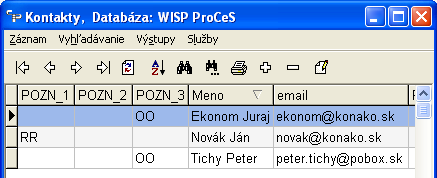 Kontakty, Databáza: WISP ProCeS
Záznam Vyhľadávanie Výstupy Služby
POZN_1 POZN_2 POZN_3 Meno email
OO Ekonom Juraj ekonom@konako.sk
RR Novák Ján novak@konako.sk
OO Tichy Peter peter.tichy@pobox.sk